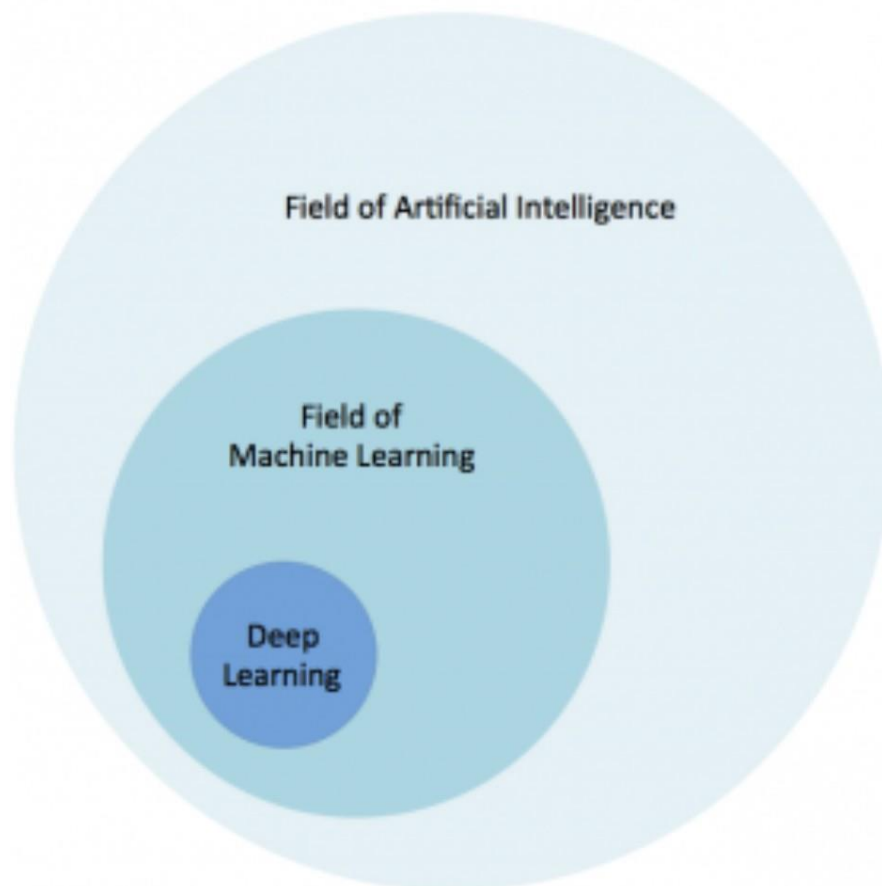 Field of Artificial Intelligence
Field of
Machine Learning
Deep
Learning